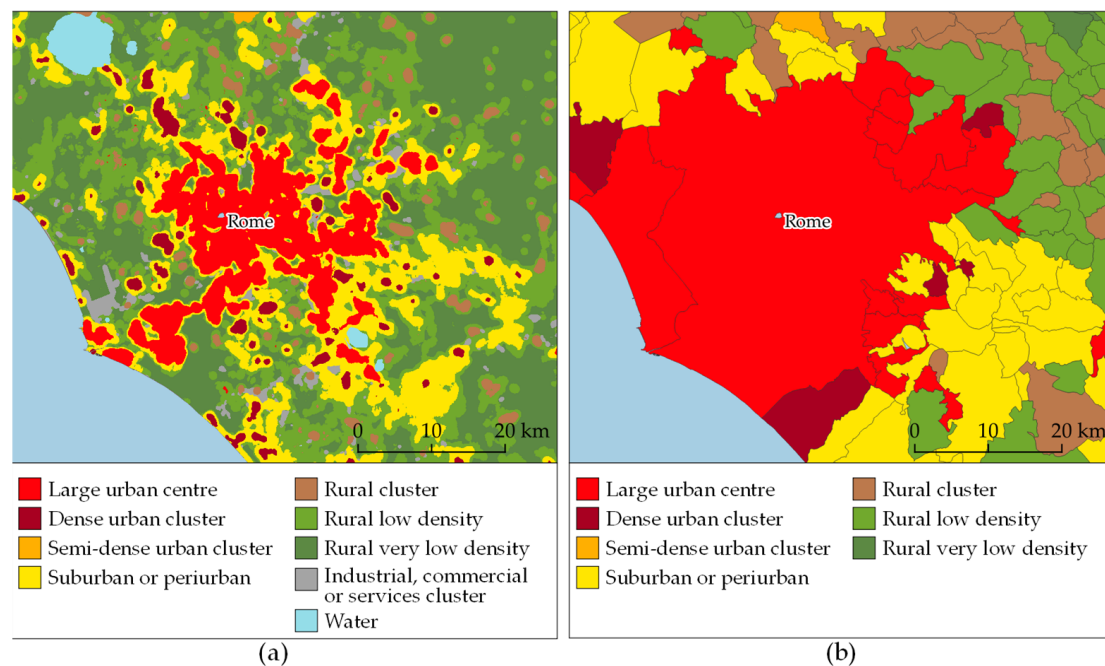 Rome
0 10 20 km
Large urban centre
Dense urban cluster
Semi-dense urban cluster
Suburban or periurban
Rural cluster
Rural low density
Rural very low density
Industrial, commercial
or services cluster
Water
(a)
Rome
0 10 20 km
Large urban centre
Dense urban cluster
Semi-dense urban cluster
Suburban or periurban
Rural cluster
Rural low density
Rural very low density
(b)